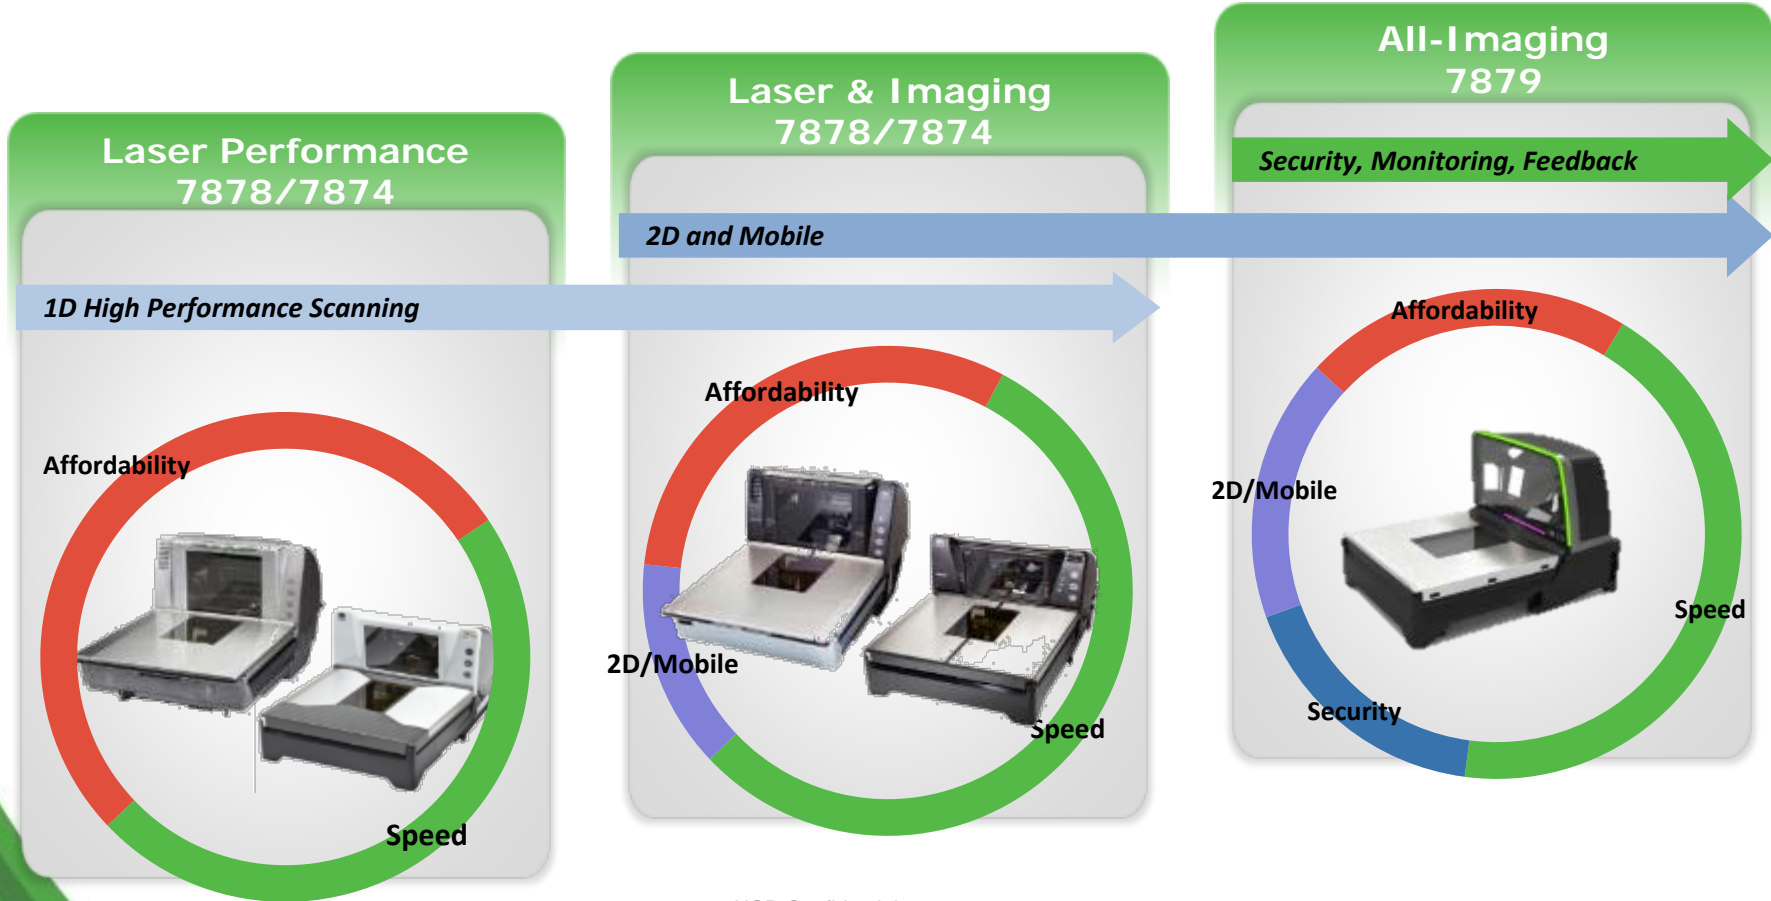 Laser Performance
7878/7874
1D High Performance Scanning
Affordability
Speed
Laser & Imaging
7878/7874
2D and Mobile
Affordability
2D/Mobile
Speed
All-Imaging
7879
Security, Monitoring, Feedback
Affordability
2D/Mobile
Speed
Security